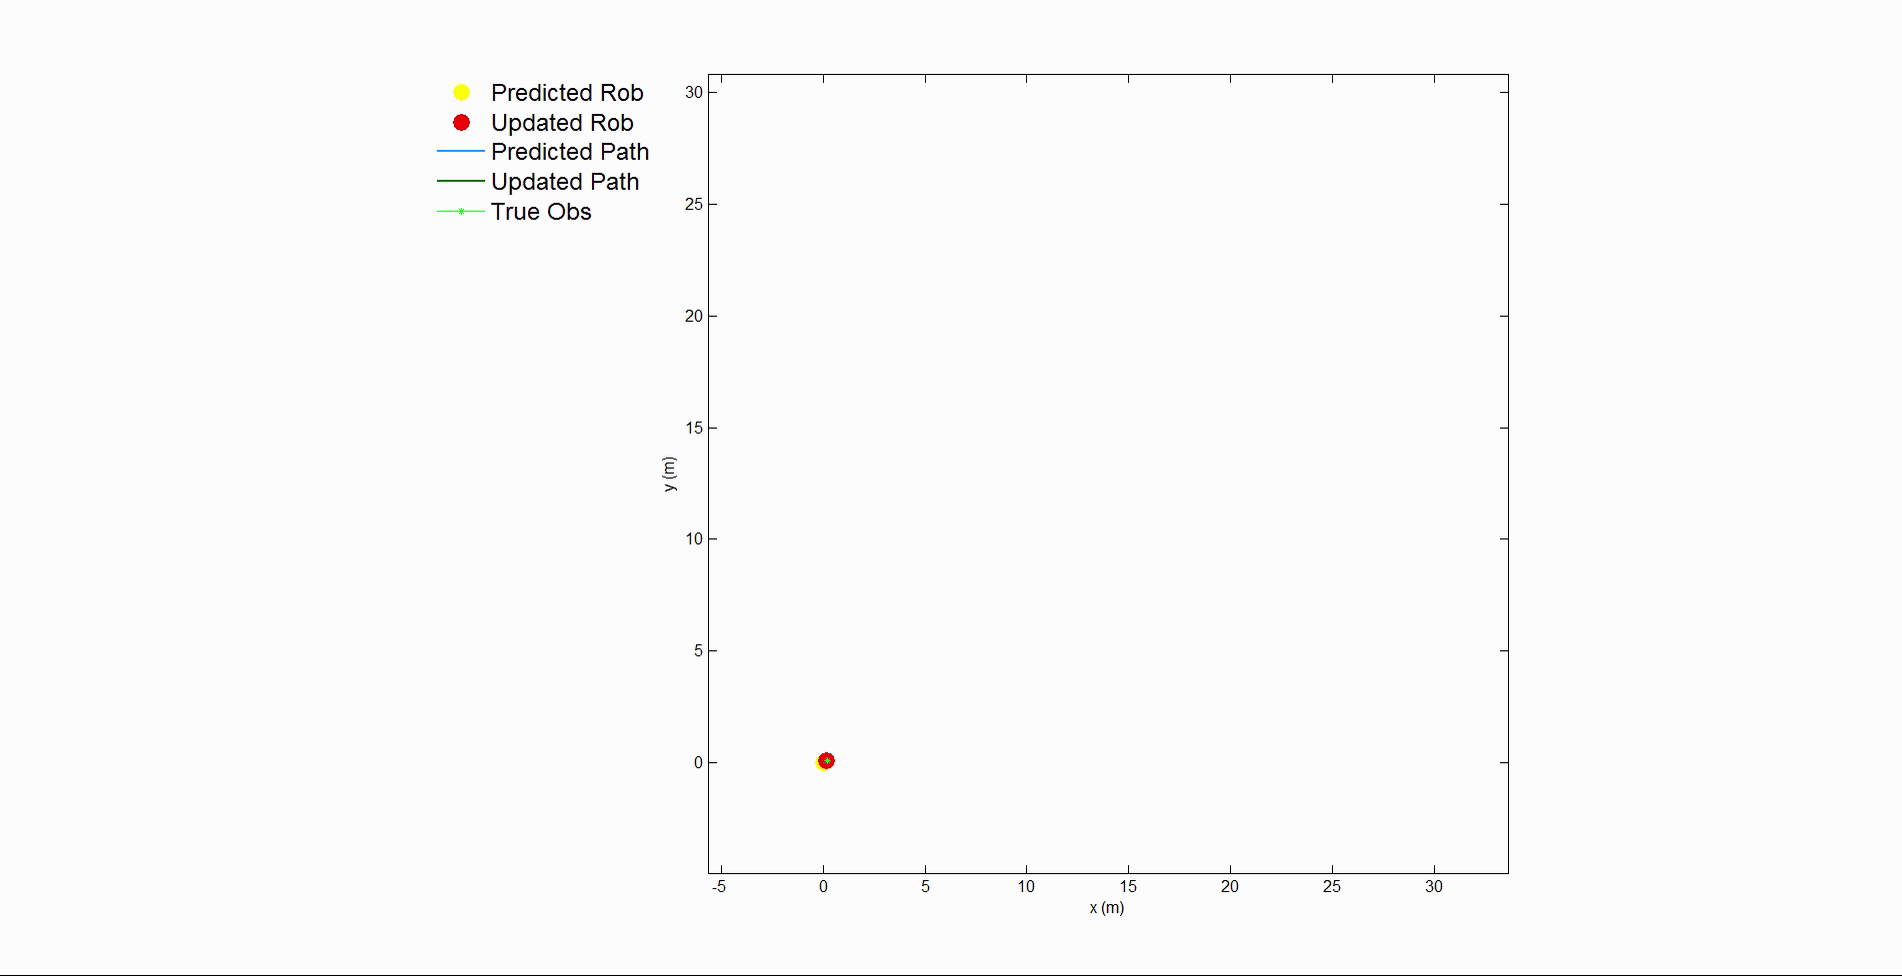 Predicted Rob
Updated Rob
Predicted Path
Updated Path
True Obs
30
25
20
15
10
5
0
y (m)
-5 0 5 10 15 20 25 30
x (m)